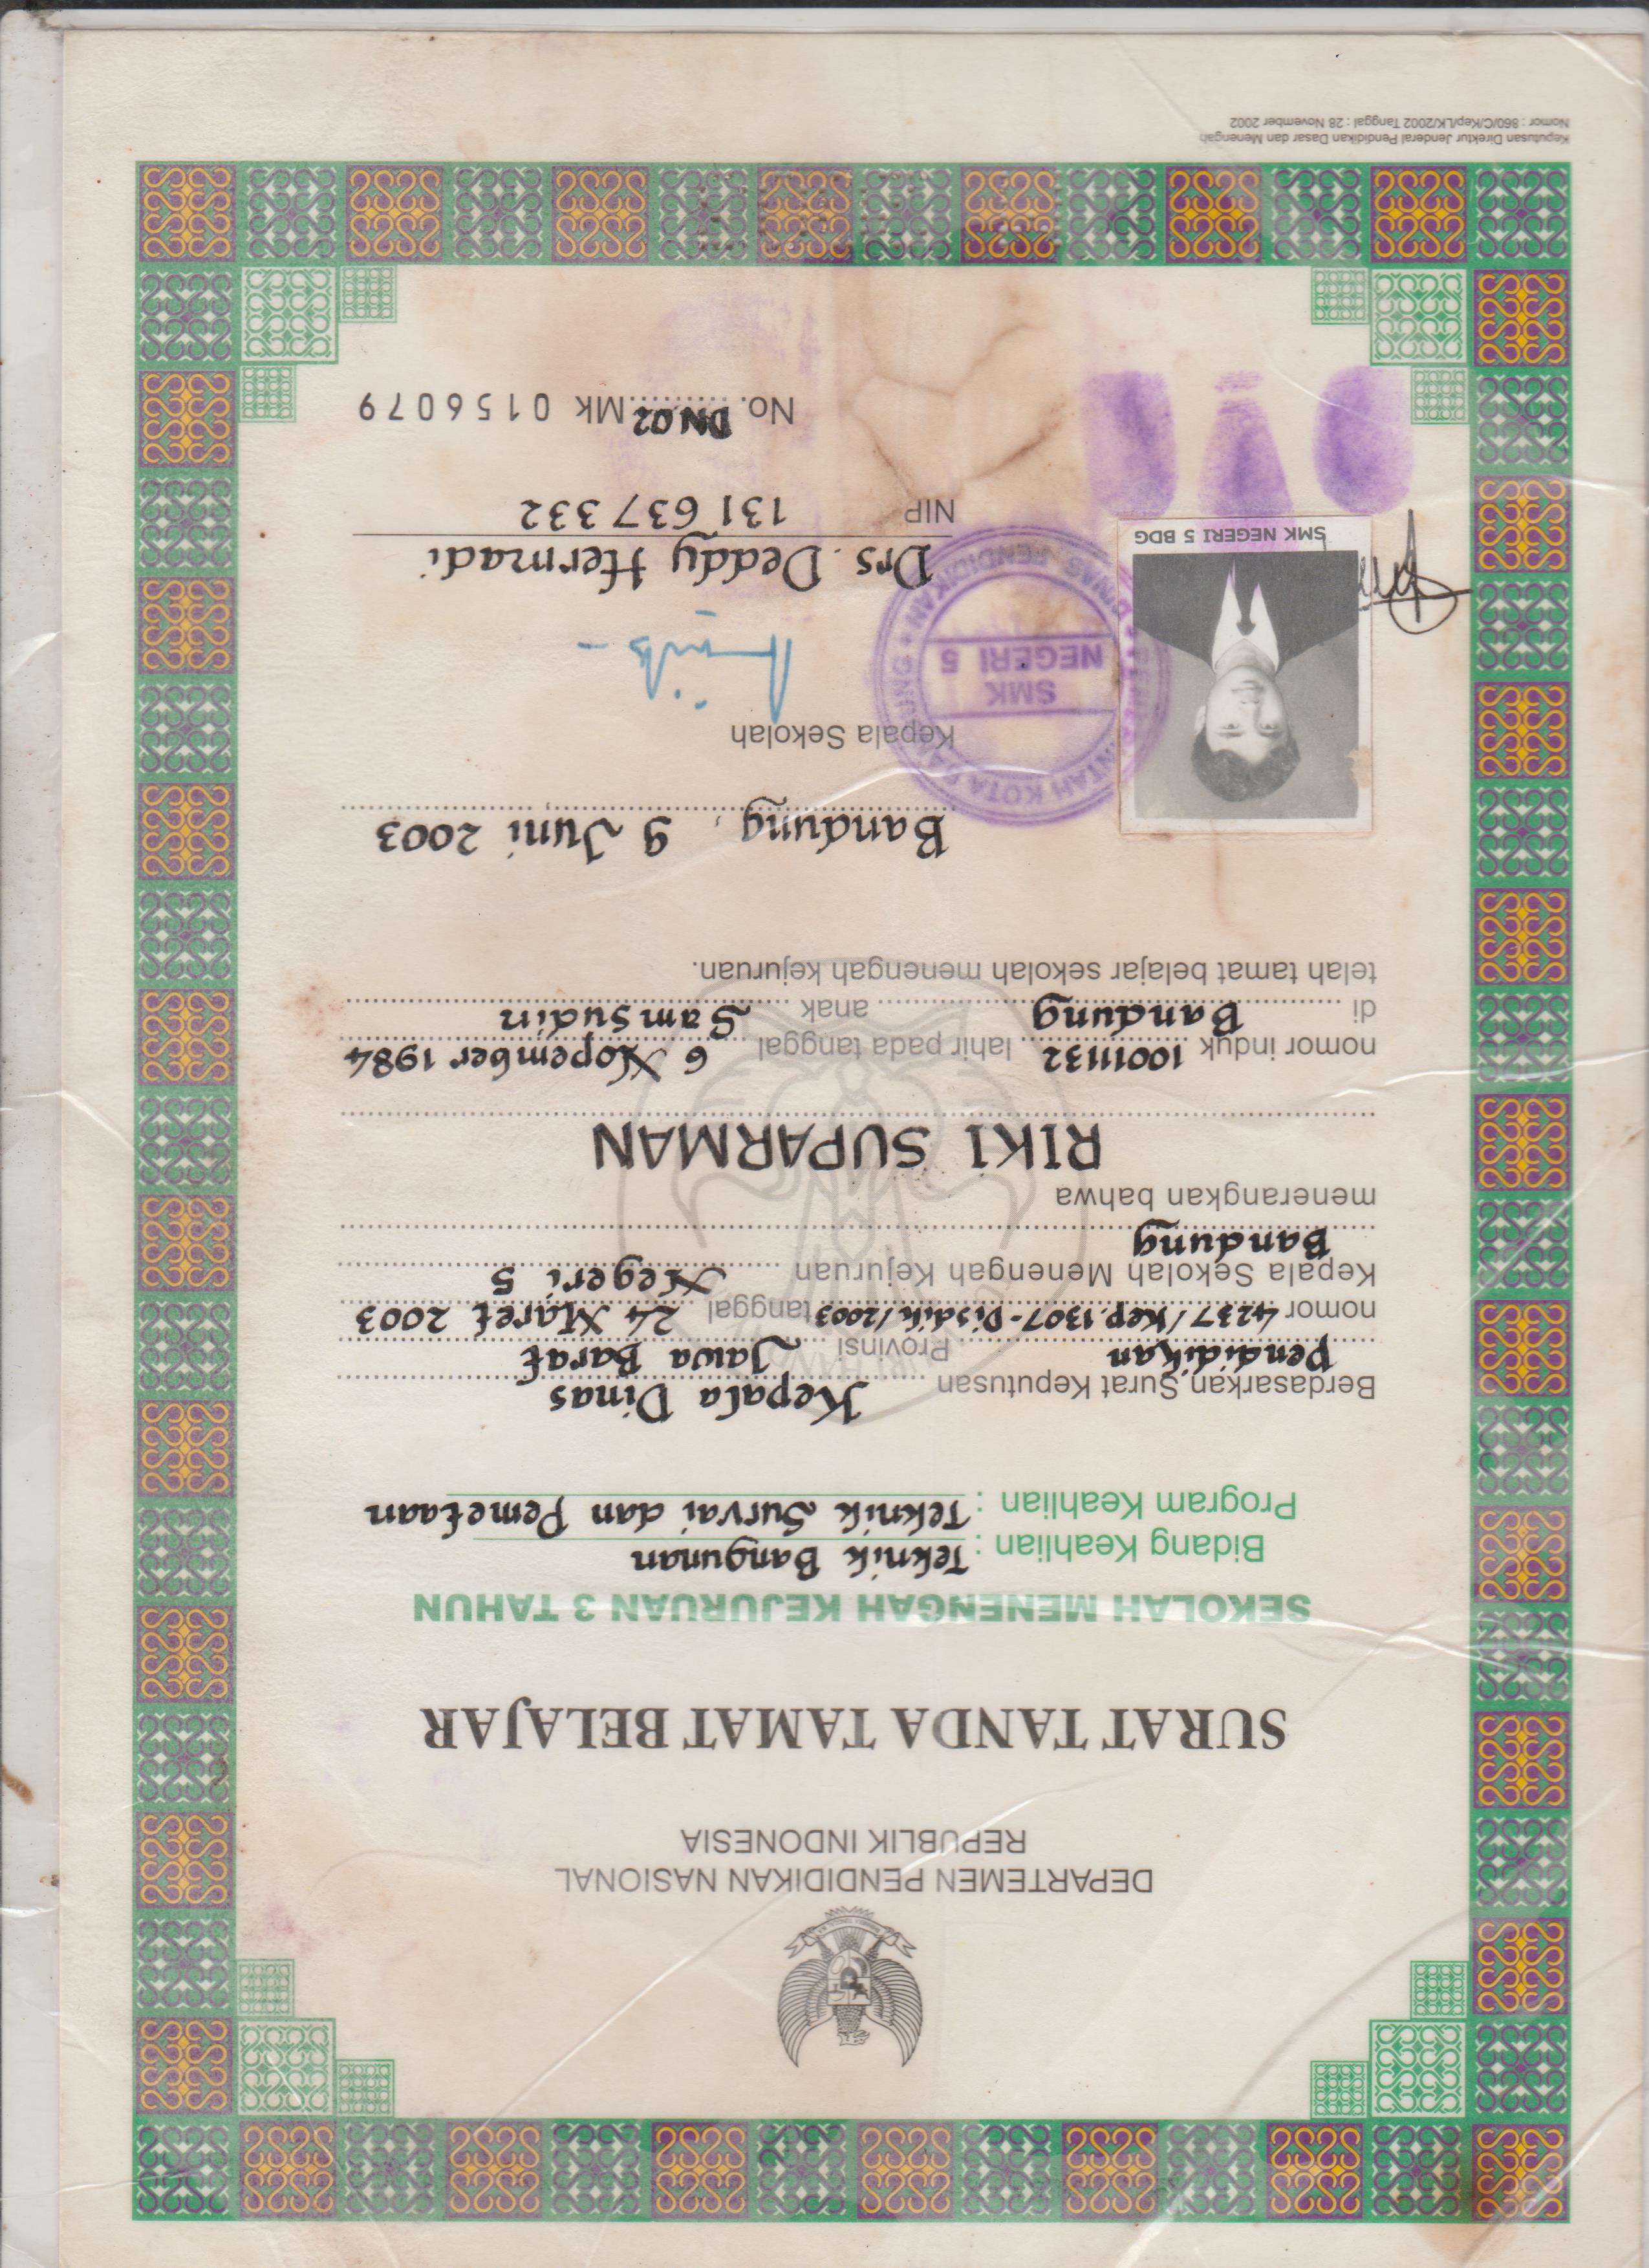 DEPARTEMEN PENDIDIKAN NASIONAL
REPUBLIK INDONESIA
SURAT TANDA TAMAT BELAJAR
SEKOLAH MENENGAH KEJURUAN 3 TAHUN
Bidang Keahlian : Teknik Bangunan
Program Keahlian : Teknik Survai dan Pemetaan
Berdasarkan Surat Keputusan Kepala Dinas
Pendidikan Provinsi Jawa Barat
nomor 4237/Kep.1307-Disdik/2003 tanggal 24 Maret 2003
Kepala Sekolah Menengah Kejuruan Negeri 5
Bandung
menerangkan bahwa
RIKI SUPARMAN
nomor induk 10011132 lahir pada tanggal 6 Nopember 1984
di Bandung anak Samsudin
telah tamat belajar sekolah menengah kejuruan.
Bandung, 9 Juni 2003
Kepala Sekolah
SMK
NEGERI 5
DINAS PENDIDIKAN
Drs. Deddy Hermadi
SMK NEGERI 5 BDG
NIP 131 637 332
No. DN.02 Mk 0156079
Keputusan Direktur Jenderal Pendidikan Dasar dan Menengah
Nomor : 860/C/Kep/LK/2002 Tanggal : 28 November 2002